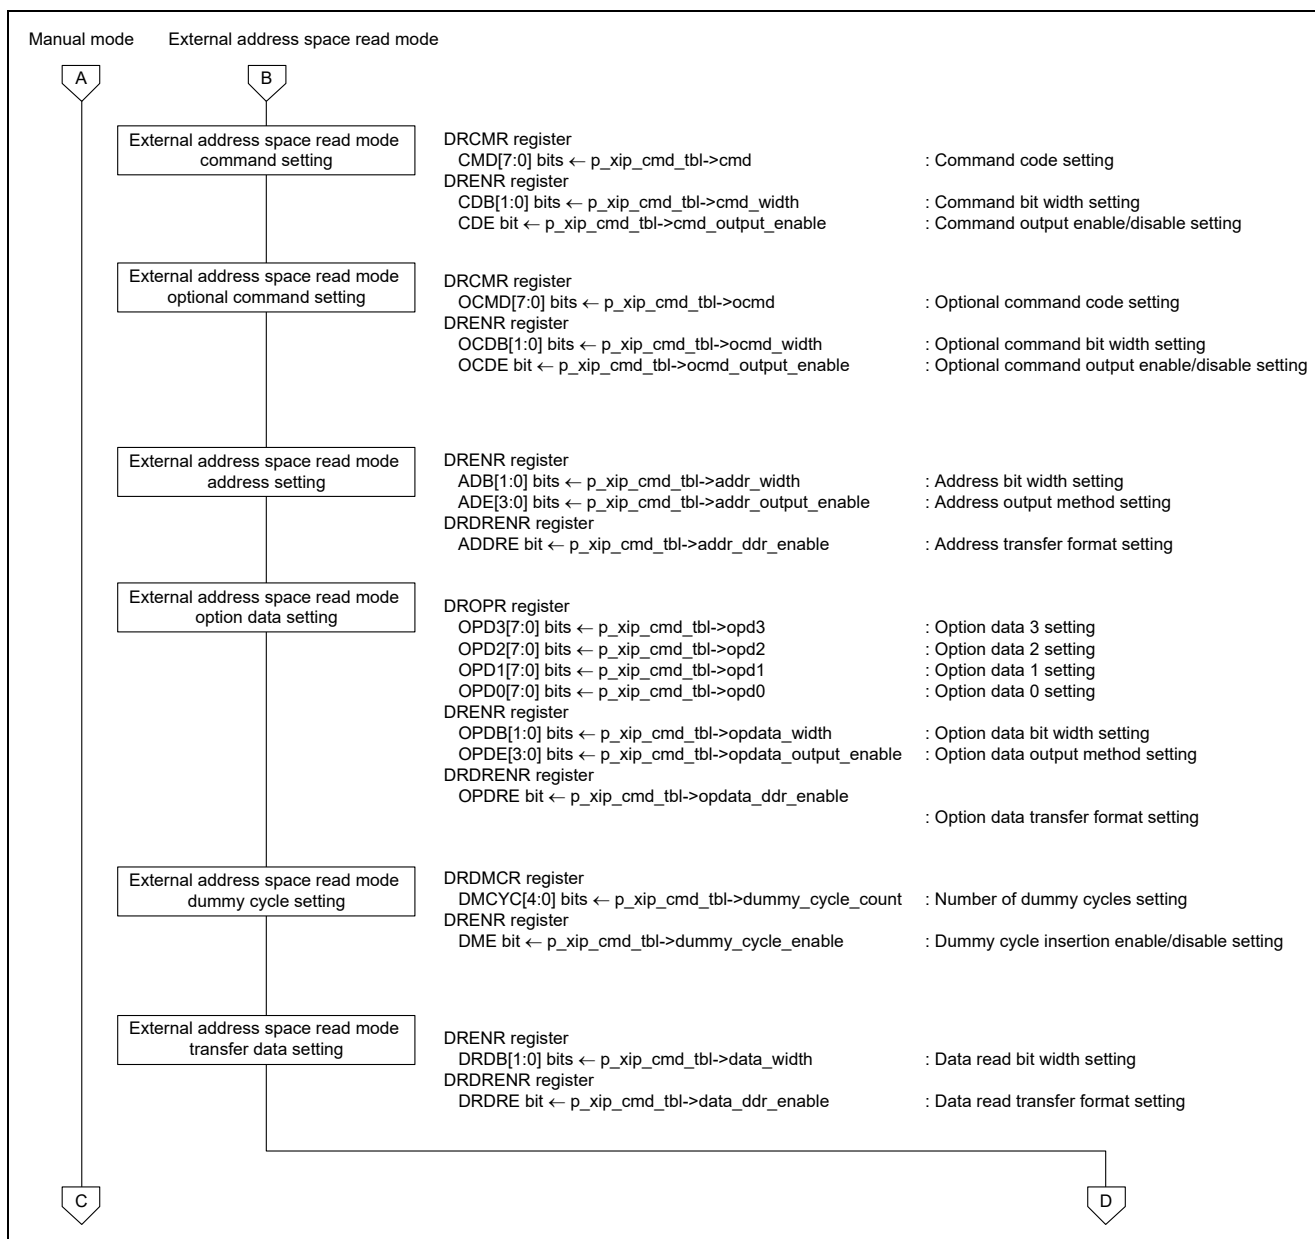 Manual mode External address space read mode
A B
External address space read mode
command setting
DRCMR register
CMD[7:0] bits ← p_xip_cmd_tbl->cmd : Command code setting
DRENR register
CDB[1:0] bits ← p_xip_cmd_tbl->cmd_width : Command bit width setting
CDE bit ← p_xip_cmd_tbl->cmd_output_enable : Command output enable/disable setting
External address space read mode
optional command setting
DRCMR register
OCMD[7:0] bits ← p_xip_cmd_tbl->ocmd : Optional command code setting
DRENR register
OCDB[1:0] bits ← p_xip_cmd_tbl->ocmd_width : Optional command bit width setting
OCDE bit ← p_xip_cmd_tbl->ocmd_output_enable : Optional command output enable/disable setting
External address space read mode
address setting
DRENR register
ADB[1:0] bits ← p_xip_cmd_tbl->addr_width : Address bit width setting
ADE[3:0] bits ← p_xip_cmd_tbl->addr_output_enable : Address output method setting
DRDRENR register
ADDRE bit ← p_xip_cmd_tbl->addr_ddr_enable : Address transfer format setting
External address space read mode
option data setting
DROPR register
OPD3[7:0] bits ← p_xip_cmd_tbl->opd3 : Option data 3 setting
OPD2[7:0] bits ← p_xip_cmd_tbl->opd2 : Option data 2 setting
OPD1[7:0] bits ← p_xip_cmd_tbl->opd1 : Option data 1 setting
OPD0[7:0] bits ← p_xip_cmd_tbl->opd0 : Option data 0 setting
DRENR register
OPDB[1:0] bits ← p_xip_cmd_tbl->opdata_width : Option data bit width setting
OPDE[3:0] bits ← p_xip_cmd_tbl->opdata_output_enable : Option data output method setting
DRDRENR register
OPDRE bit ← p_xip_cmd_tbl->opdata_ddr_enable
: Option data transfer format setting
External address space read mode
dummy cycle setting
DRDMCR register
DMCYC[4:0] bits ← p_xip_cmd_tbl->dummy_cycle_count : Number of dummy cycles setting
DRENR register
DME bit ← p_xip_cmd_tbl->dummy_cycle_enable : Dummy cycle insertion enable/disable setting
External address space read mode
transfer data setting
DRENR register
DRDB[1:0] bits ← p_xip_cmd_tbl->data_width : Data read bit width setting
DRDRENR register
DRDRE bit ← p_xip_cmd_tbl->data_ddr_enable : Data read transfer format setting
C D